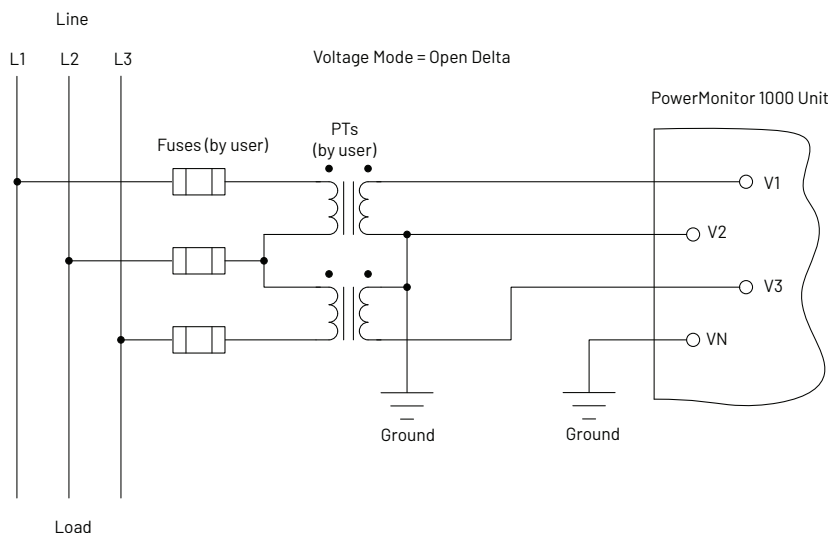 Line
L1 L2 L3
Voltage Mode = Open Delta
PowerMonitor 1000 Unit
Fuses (by user)
PTs
(by user)
V1
V2
V3
VN
Ground
Ground
Load